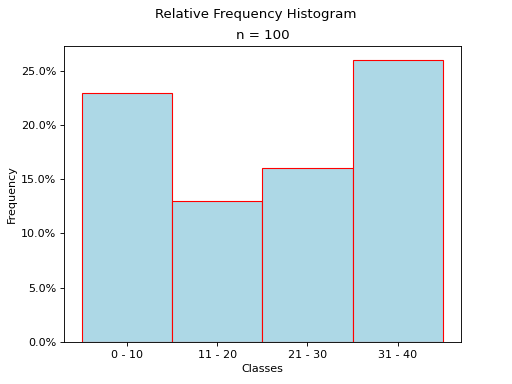 Relative Frequency Histogram
n = 100
25.0%
20.0%
15.0%
10.0%
5.0%
0.0%
Frequency
0 - 10 11 - 20 21 - 30 31 - 40
Classes